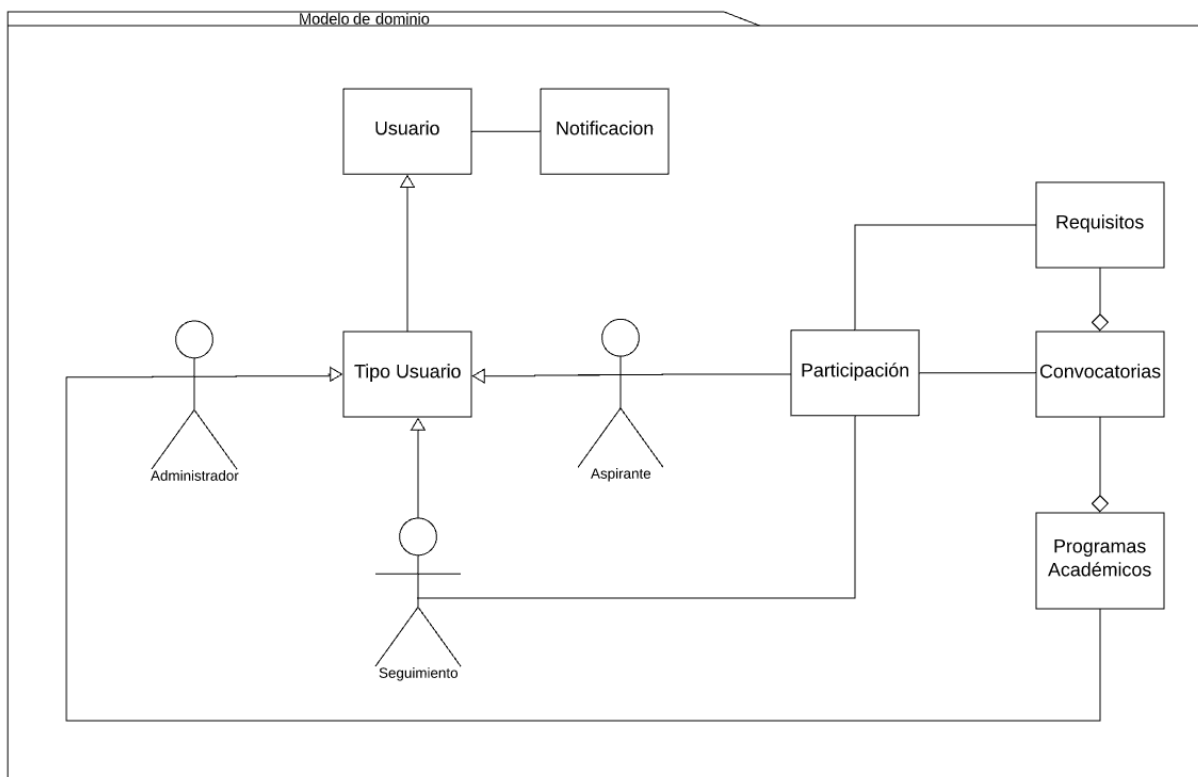 Modelo de dominio
Usuario
Notificacion
Requisitos
Tipo Usuario
Participación
Convocatorias
Administrador
Aspirante
Programas
Académicos
Seguimiento